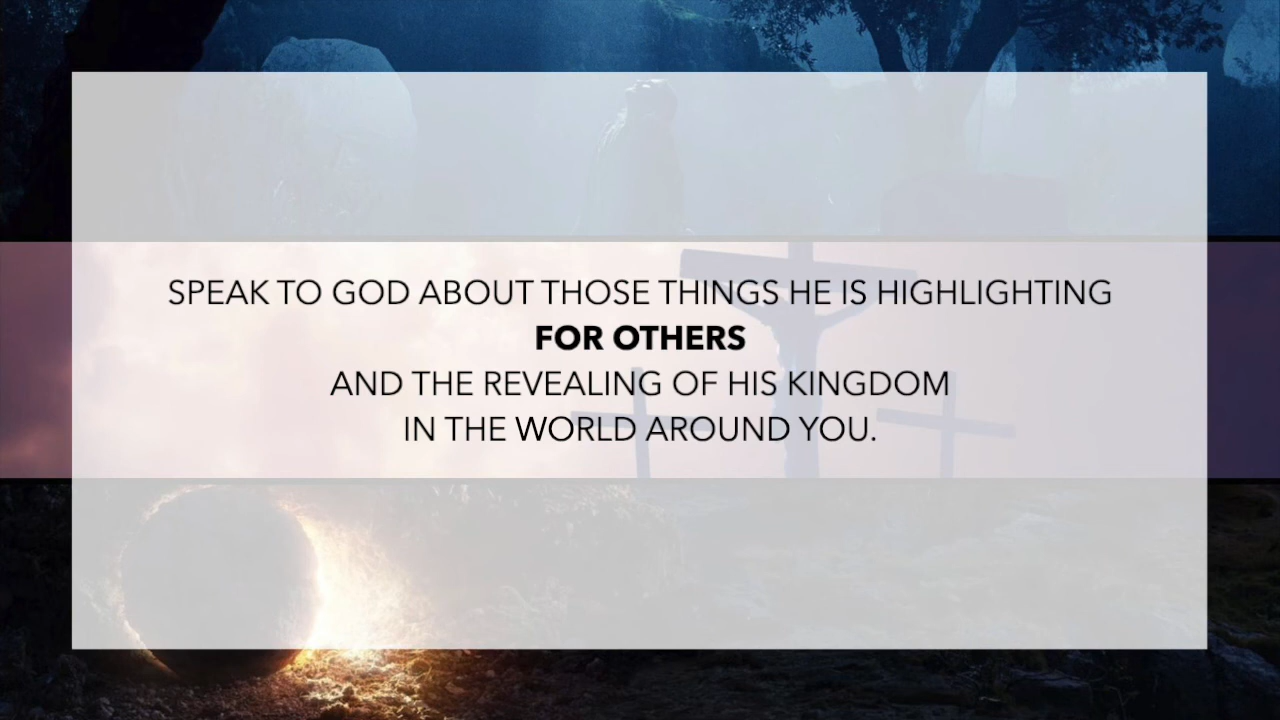 SPEAK TO GOD ABOUT THOSE THINGS HE IS HIGHLIGHTING
FOR OTHERS
AND THE REVEALING OF HIS KINGDOM
IN THE WORLD AROUND YOU.